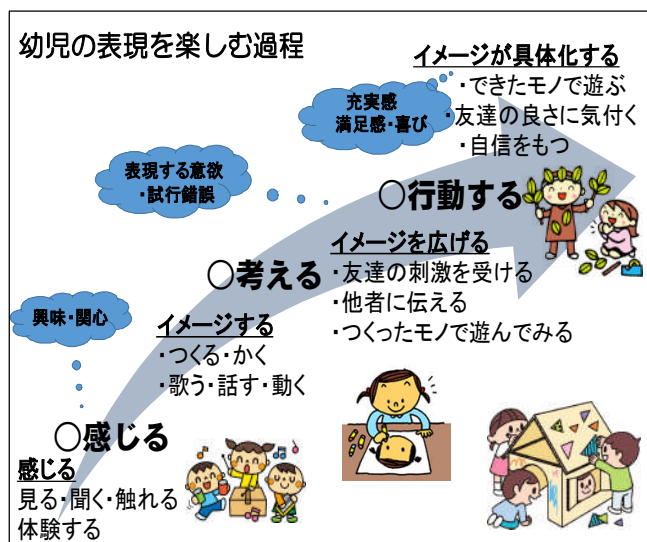 幼児の表現を楽しむ過程
イメージが具体化する
・できたモノで遊ぶ
・友達の良さに気付く
・自信をもつ
充実感
満足感・喜び
表現する意欲
・試行錯誤
○行動する
イメージを広げる
・友達の刺激を受ける
・他者に伝える
・つくったモノで遊んでみる
○考える
イメージする
・つくる・かく
・歌う・話す・動く
興味・関心
○感じる
感じる
見る・聞く・触れる
体験する